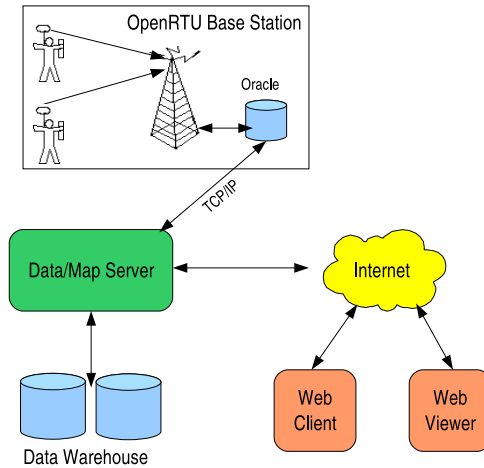 OpenRTU Base Station
Oracle
TCP/IP
Data/Map Server
Internet
Web
Client
Web
Viewer
Data Warehouse